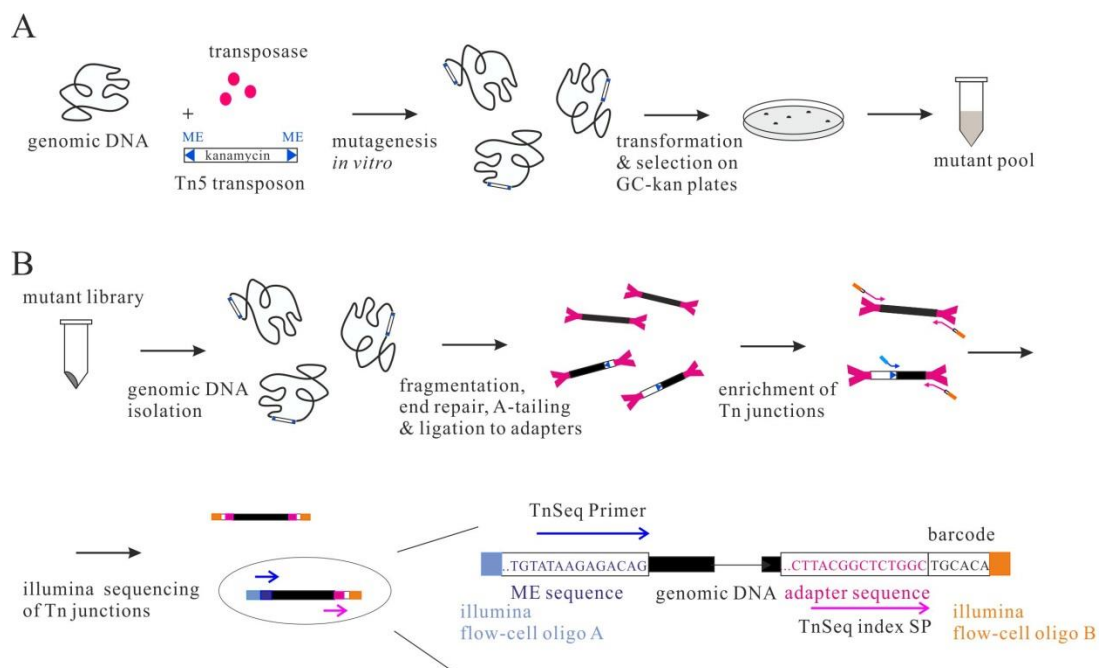 A
transposase
genomic DNA
+
ME
ME
kanamycin
Tn5 transposon
mutagenesis
in vitro
transformation
& selection on
GC-kan plates
mutant pool
B
mutant library
genomic DNA
isolation
fragmentation,
end repair, A-tailing
& ligation to adapters
enrichment of
Tn junctions
illumina sequencing
of Tn junctions
TnSeq Primer
barcode
..TGTATAAGAGACAG
..CTTACGGCTCTGGC
TGCACA
ME sequence
genomic DNA
adapter sequence
illumina
flow-cell oligo A
TnSeq index SP
illumina
flow-cell oligo B